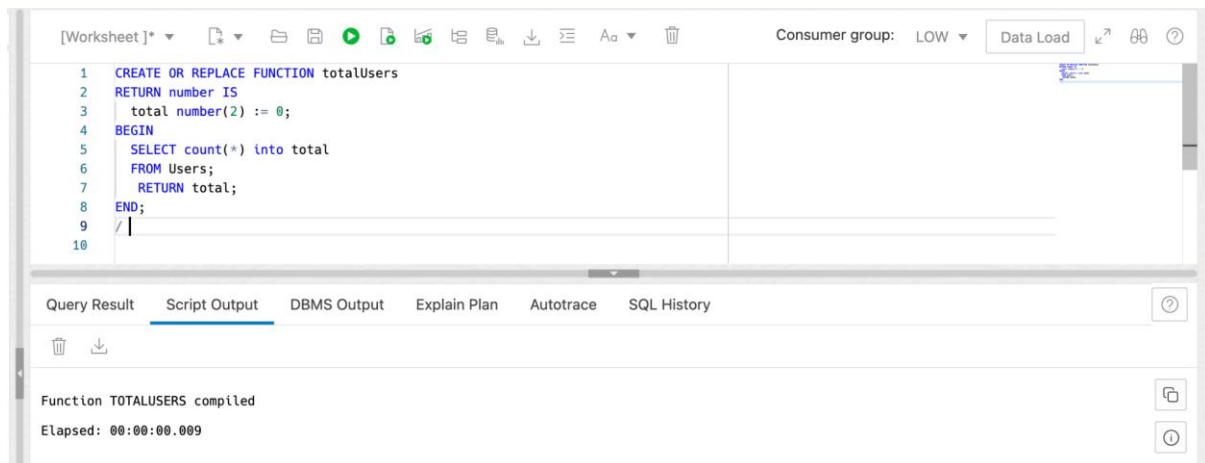 [Worksheet ]*
Aa
Consumer group: LOW
Data Load
1 CREATE OR REPLACE FUNCTION totalUsers
2 RETURN number IS
3 total number(2) := 0;
4 BEGIN
5 SELECT count(*) into total
6 FROM Users;
7 RETURN total;
8 END;
9 /
10
Query Result Script Output DBMS Output Explain Plan Autotrace SQL History
Function TOTALUSERS compiled
Elapsed: 00:00:00.009